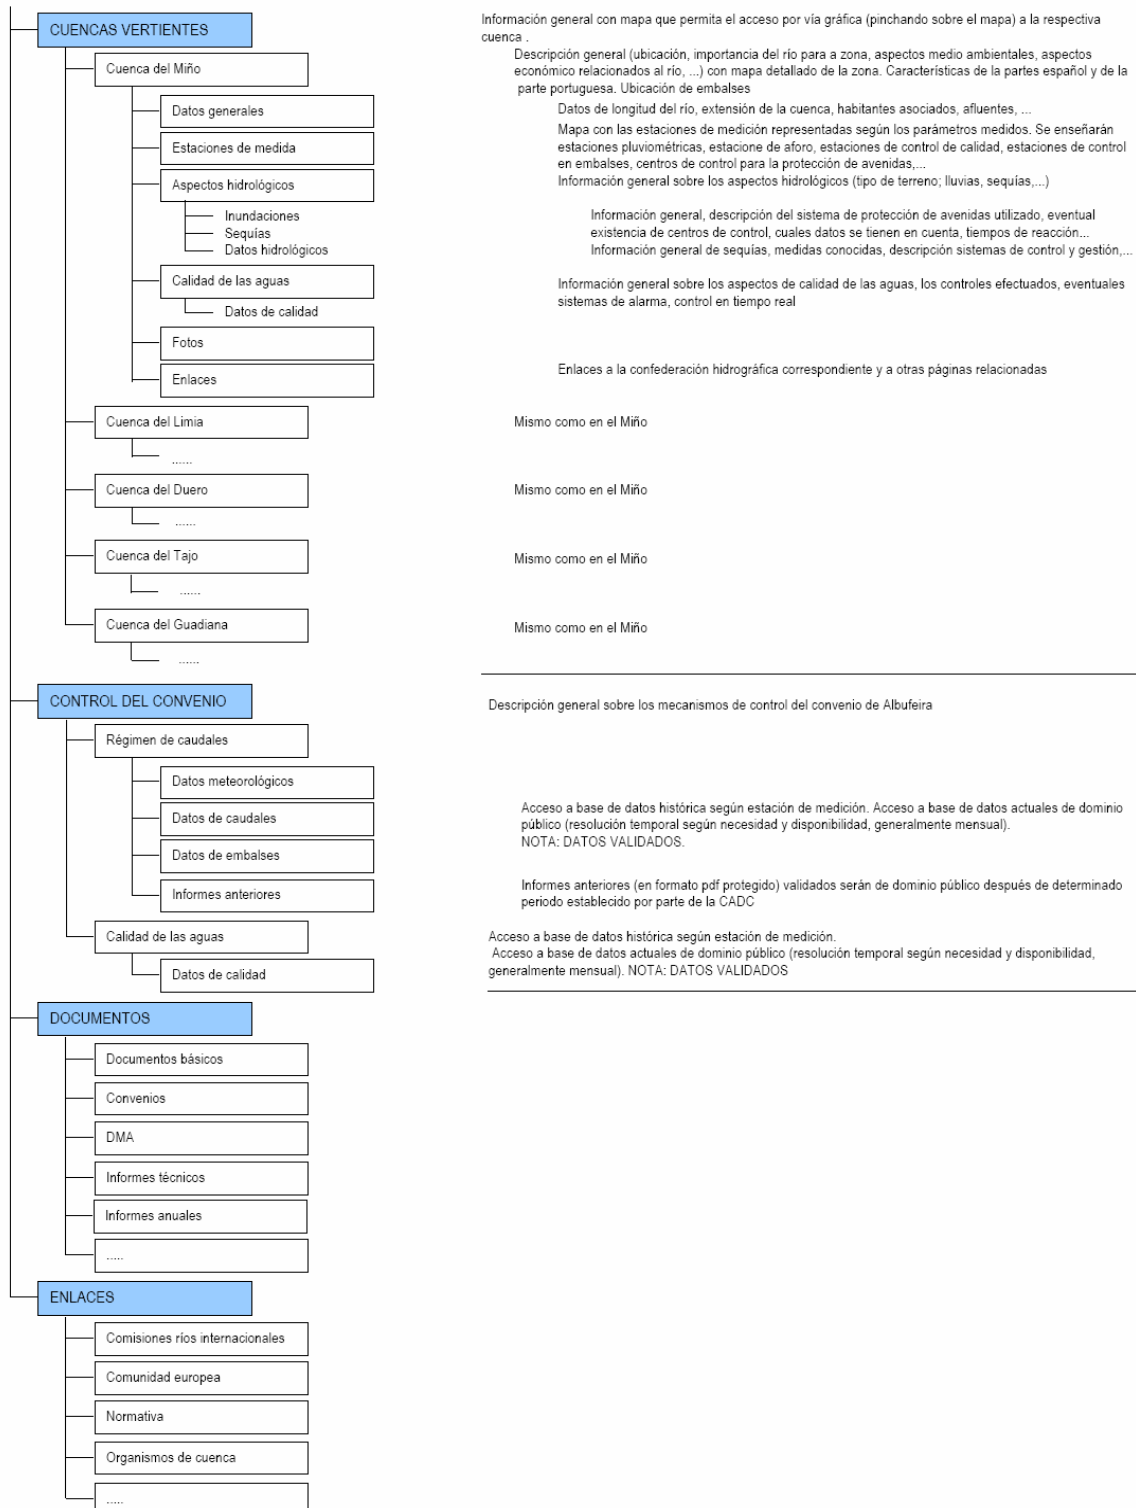 CUENCAS VERTIENTES
Información general con mapa que permita el acceso por vía gráfica (pinchando sobre el mapa) a la respectiva
cuenca .
Cuenca del Miño
Descripción general (ubicación, importancia del río para a zona, aspectos medio ambientales, aspectos
económico relacionados al río, ...) con mapa detallado de la zona. Características de la partes español y de la
parte portuguesa. Ubicación de embalses
Datos generales
Datos de longitud del río, extensión de la cuenca, habitantes asociados, afluentes, ...
Estaciones de medida
Mapa con las estaciones de medición representadas según los parámetros medidos. Se enseñarán
estaciones pluviométricas, estacione de aforo, estaciones de control de calidad, estaciones de control
en embalses, centros de control para la protección de avenidas,...
Aspectos hidrológicos
Información general sobre los aspectos hidrológicos (tipo de terreno; lluvias, sequías,...)
Inundaciones
Sequías
Datos hidrológicos
Información general, descripción del sistema de protección de avenidas utilizado, eventual
existencia de centros de control, cuales datos se tienen en cuenta, tiempos de reacción...
Información general de sequías, medidas conocidas, descripción sistemas de control y gestión,...
Calidad de las aguas
Datos de calidad
Información general sobre los aspectos de calidad de las aguas, los controles efectuados, eventuales
sistemas de alarma, control en tiempo real
Fotos
Enlaces
Enlaces a la confederación hidrográfica correspondiente y a otras páginas relacionadas
Cuenca del Limia
Mismo como en el Miño
......
Cuenca del Duero
Mismo como en el Miño
......
Cuenca del Tajo
Mismo como en el Miño
......
Cuenca del Guadiana
Mismo como en el Miño
......
CONTROL DEL CONVENIO
Descripción general sobre los mecanismos de control del convenio de Albufeira
Régimen de caudales
Datos meteorológicos
Datos de caudales
Acceso a base de datos histórica según estación de medición. Acceso a base de datos actuales de dominio
público (resolución temporal según necesidad y disponibilidad, generalmente mensual).
NOTA: DATOS VALIDADOS.
Datos de embalses
Informes anteriores
Informes anteriores (en formato pdf protegido) validados serán de dominio público después de determinado
periodo establecido por parte de la CADC
Calidad de las aguas
Acceso a base de datos histórica según estación de medición.
Acceso a base de datos actuales de dominio público (resolución temporal según necesidad y disponibilidad,
generalmente mensual). NOTA: DATOS VALIDADOS
Datos de calidad
DOCUMENTOS
Documentos básicos
Convenios
DMA
Informes técnicos
Informes anuales
.....
ENLACES
Comisiones ríos internacionales
Comunidad europea
Normativa
Organismos de cuenca
.....